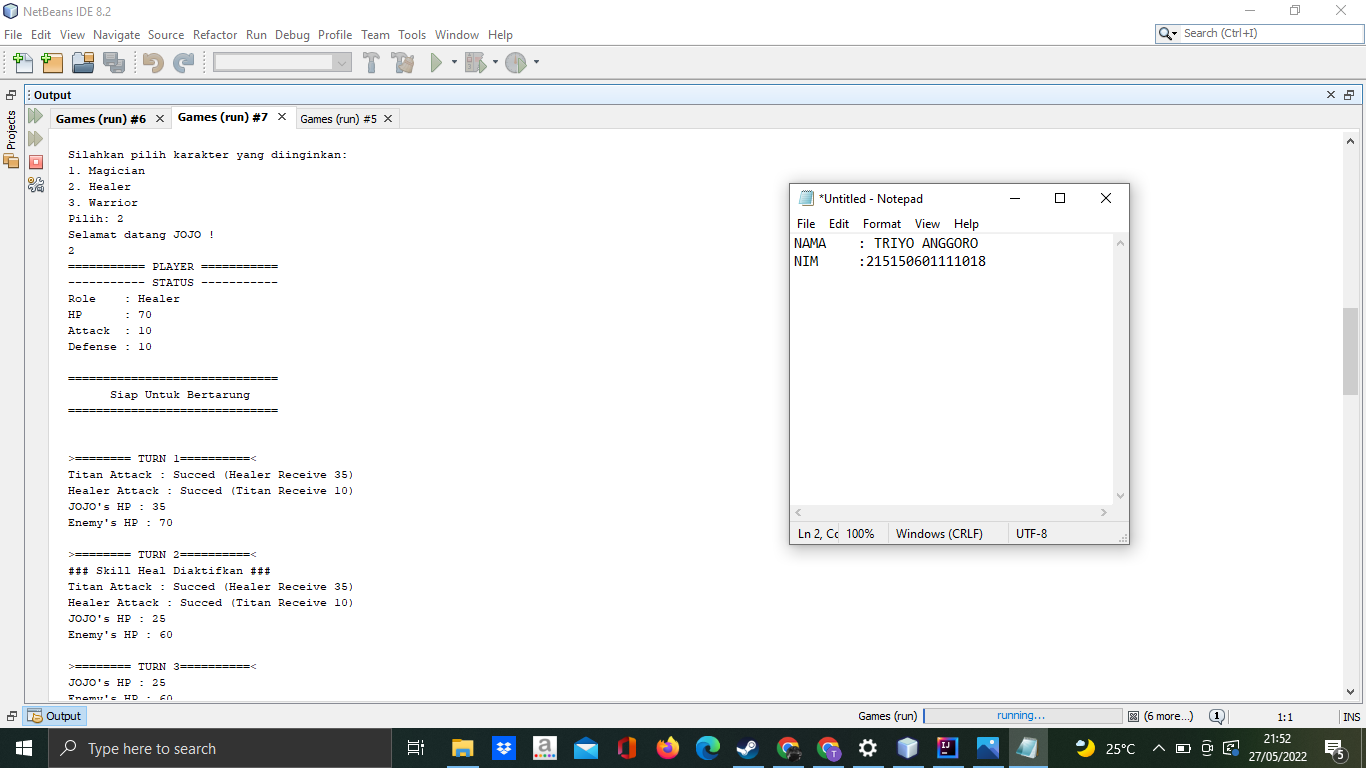 NetBeans IDE 8.2
File Edit View Navigate Source Refactor Run Debug Profile Team Tools Window Help
Search (Ctrl+I)
Projects
Output
Games (run) #6 Games (run) #7 Games (run) #5
Silahkan pilih karakter yang diinginkan:
1. Magician
2. Healer
3. Warrior
Pilih: 2
Selamat datang JOJO !
2
=========== PLAYER ===========
----------- STATUS -----------
Role    : Healer
HP      : 70
Attack  : 10
Defense : 10
==============================
Siap Untuk Bertarung
==============================
>======== TURN 1==========<
Titan Attack : Succed (Healer Receive 35)
Healer Attack : Succed (Titan Receive 10)
JOJO's HP : 35
Enemy's HP : 70
>======== TURN 2==========<
### Skill Heal Diaktifkan ###
Titan Attack : Succed (Healer Receive 35)
Healer Attack : Succed (Titan Receive 10)
JOJO's HP : 25
Enemy's HP : 60
>======== TURN 3==========<
JOJO's HP : 25
Enemy's HP : 60
*Untitled - Notepad
File Edit Format View Help
NAMA    : TRIYO ANGGORO
NIM     :215150601111018
Ln 2, Cc 100% Windows (CRLF) UTF-8
Output
Games (run) running... (6 more...) 1 1:1 INS
Type here to search
25°C
21:52
27/05/2022
5